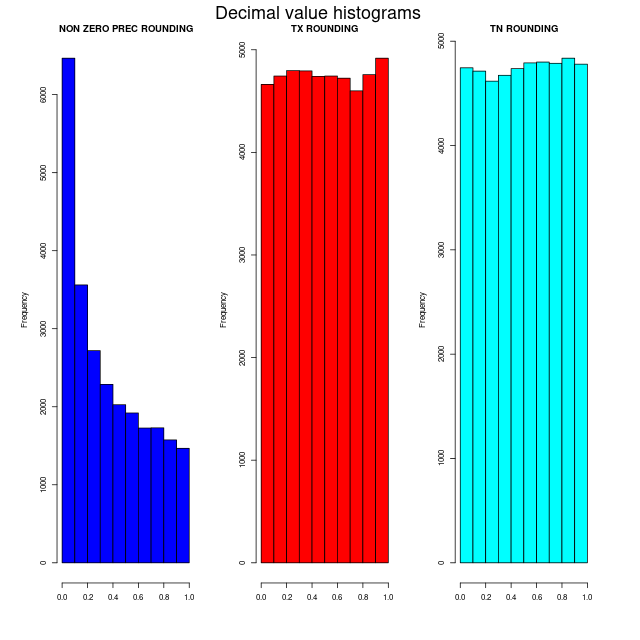 Decimal value histograms
NON ZERO PREC ROUNDING
TX ROUNDING
TN ROUNDING
Frequency
0
1000
2000
3000
4000
5000
6000
0.0 0.2 0.4 0.6 0.8 1.0
Frequency
0
1000
2000
3000
4000
5000
0.0 0.2 0.4 0.6 0.8 1.0
Frequency
0
1000
2000
3000
4000
5000
0.0 0.2 0.4 0.6 0.8 1.0